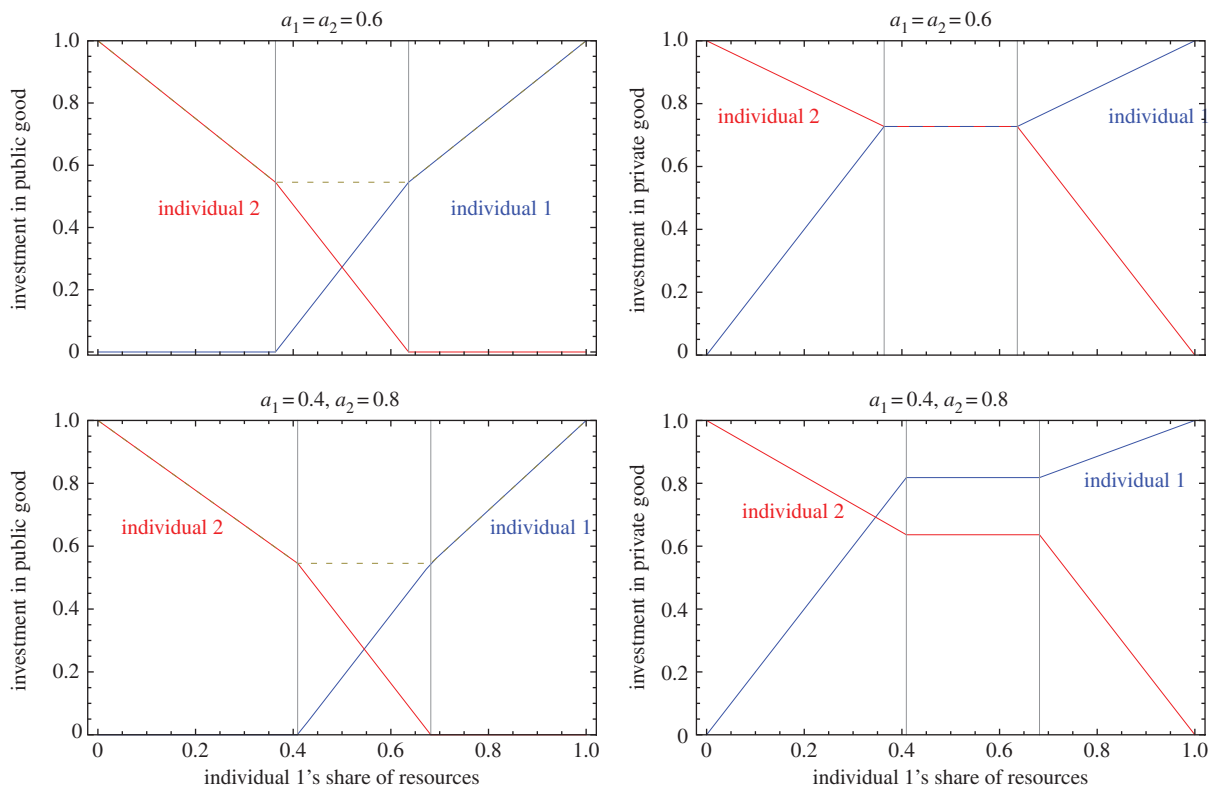 a₁ = a₂ = 0.6
1.0
0.8
0.6
0.4
0.2
0
investment in public good
individual 2
individual 1
a₁ = a₂ = 0.6
1.0
0.8
0.6
0.4
0.2
0
investment in private good
individual 2
individual 1
a₁ = 0.4, a₂ = 0.8
1.0
0.8
0.6
0.4
0.2
0
investment in public good
individual 2
individual 1
0 0.2 0.4 0.6 0.8 1.0
individual 1's share of resources
a₁ = 0.4, a₂ = 0.8
1.0
0.8
0.6
0.4
0.2
0
investment in private good
individual 2
individual 1
0 0.2 0.4 0.6 0.8 1.0
individual 1's share of resources